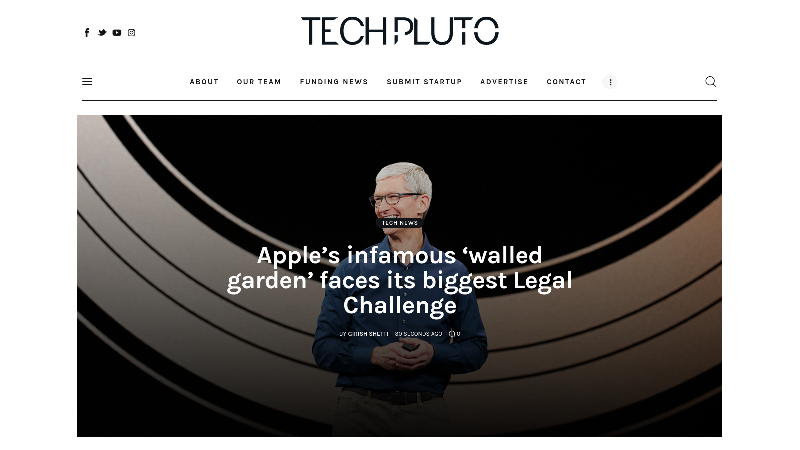 TECHPLUTO
ABOUT OUR TEAM FUNDING NEWS SUBMIT STARTUP ADVERTISE CONTACT
TECH NEWS
Apple’s infamous ‘walled
garden’ faces its biggest Legal
Challenge
BY GIRISH SHETTI 30 SECONDS AGO 0